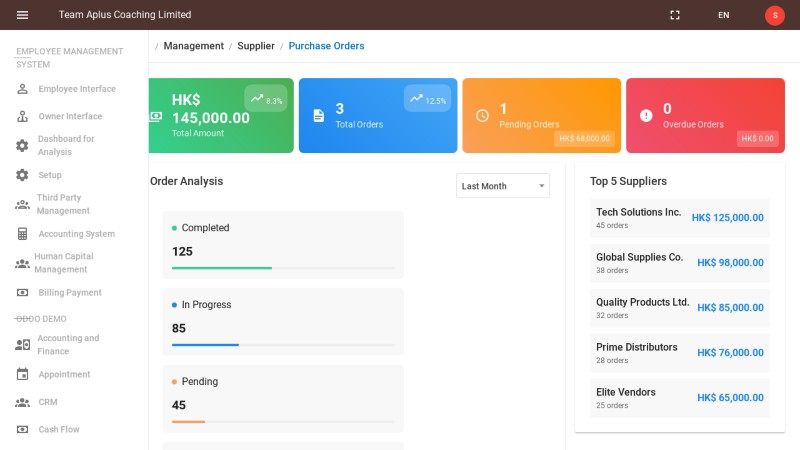 Team Aplus Coaching Limited
EN
S
EMPLOYEE MANAGEMENT
SYSTEM
Employee Interface
Owner Interface
Dashboard for
Analysis
Setup
Third Party
Management
Accounting System
Human Capital
Management
Billing Payment
ODOO DEMO
Accounting and
Finance
Appointment
CRM
Cash Flow
/ Management / Supplier / Purchase Orders
HK$
145,000.00
Total Amount
8.3%
3
Total Orders
12.5%
1
Pending Orders
HK$ 68,000.00
0
Overdue Orders
HK$ 0.00
Order Analysis
Last Month
Completed
125
In Progress
85
Pending
45
Top 5 Suppliers
Tech Solutions Inc.
45 orders
HK$ 125,000.00
Global Supplies Co.
38 orders
HK$ 98,000.00
Quality Products Ltd.
32 orders
HK$ 85,000.00
Prime Distributors
28 orders
HK$ 76,000.00
Elite Vendors
25 orders
HK$ 65,000.00